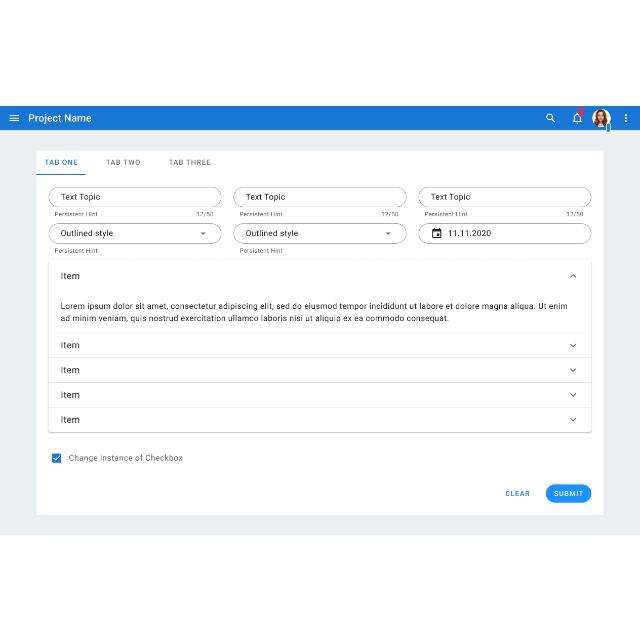 Project Name
TAB ONE TAB TWO TAB THREE
Text Topic Text Topic Text Topic
Persistent Hint 12/50 Persistent Hint 12/50 Persistent Hint 12/50
Outlined style Outlined style 11.11.2020
Persistent Hint Persistent Hint
Item
Lorem ipsum dolor sit amet, consectetur adipiscing elit, sed do eiusmod tempor incididunt ut labore et dolore magna aliqua. Ut enim
ad minim veniam, quis nostrud exercitation ullamco laboris nisi ut aliquip ex ea commodo consequat.
Item
Item
Item
Item
Change instance of Checkbox
CLEAR SUBMIT